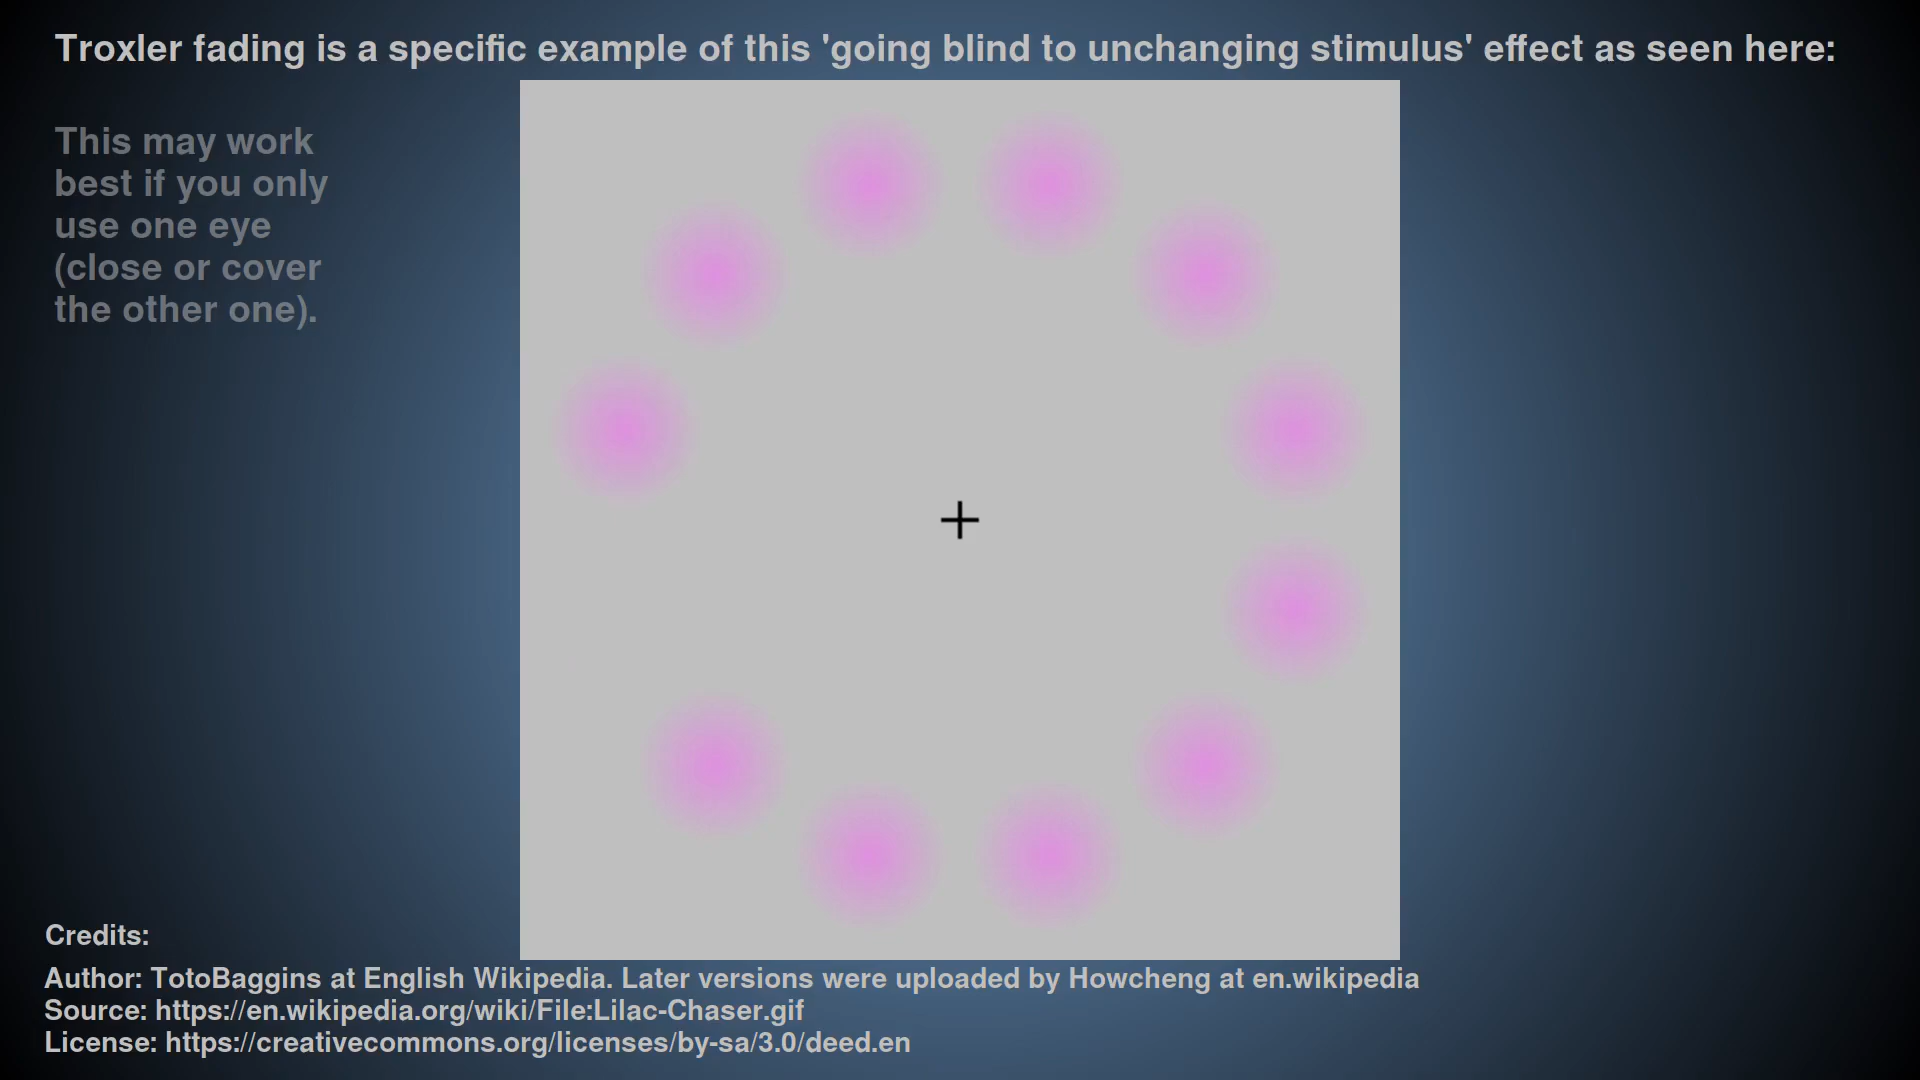 Troxler fading is a specific example of this 'going blind to unchanging stimulus' effect as seen here:
This may work
best if you only
use one eye
(close or cover
the other one).
Credits:
Author: TotoBaggins at English Wikipedia. Later versions were uploaded by Howcheng at en.wikipedia
Source: https://en.wikipedia.org/wiki/File:Lilac-Chaser.gif
License: https://creativecommons.org/licenses/by-sa/3.0/deed.en